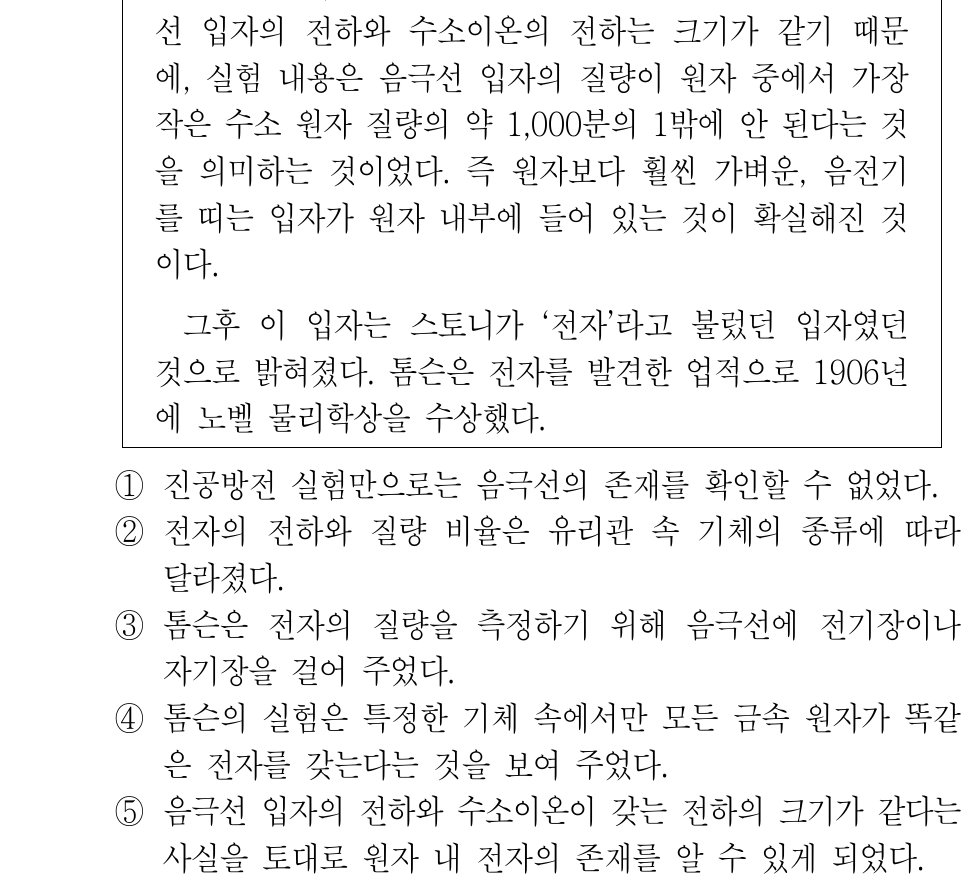 선 입자의 전하와 수소이온의 전하는 크기가 같기 때문
에, 실험 내용은 음극선 입자의 질량이 원자 중에서 가장
작은 수소 원자 질량의 약 1,000분의 1밖에 안 된다는 것
을 의미하는 것이었다. 즉 원자보다 훨씬 가벼운, 음전기
를 띠는 입자가 원자 내부에 들어 있는 것이 확실해진 것
이다.
그후 이 입자는 스토니가 ‘전자’라고 불렀던 입자였던
것으로 밝혀졌다. 톰슨은 전자를 발견한 업적으로 1906년
에 노벨 물리학상을 수상했다.
① 진공방전 실험만으로는 음극선의 존재를 확인할 수 없었다.
② 전자의 전하와 질량 비율은 유리관 속 기체의 종류에 따라
달라졌다.
③ 톰슨은 전자의 질량을 측정하기 위해 음극선에 전기장이나
자기장을 걸어 주었다.
④ 톰슨의 실험은 특정한 기체 속에서만 모든 금속 원자가 똑같
은 전자를 갖는다는 것을 보여 주었다.
⑤ 음극선 입자의 전하와 수소이온이 갖는 전하의 크기가 같다는
사실을 토대로 원자 내 전자의 존재를 알 수 있게 되었다.